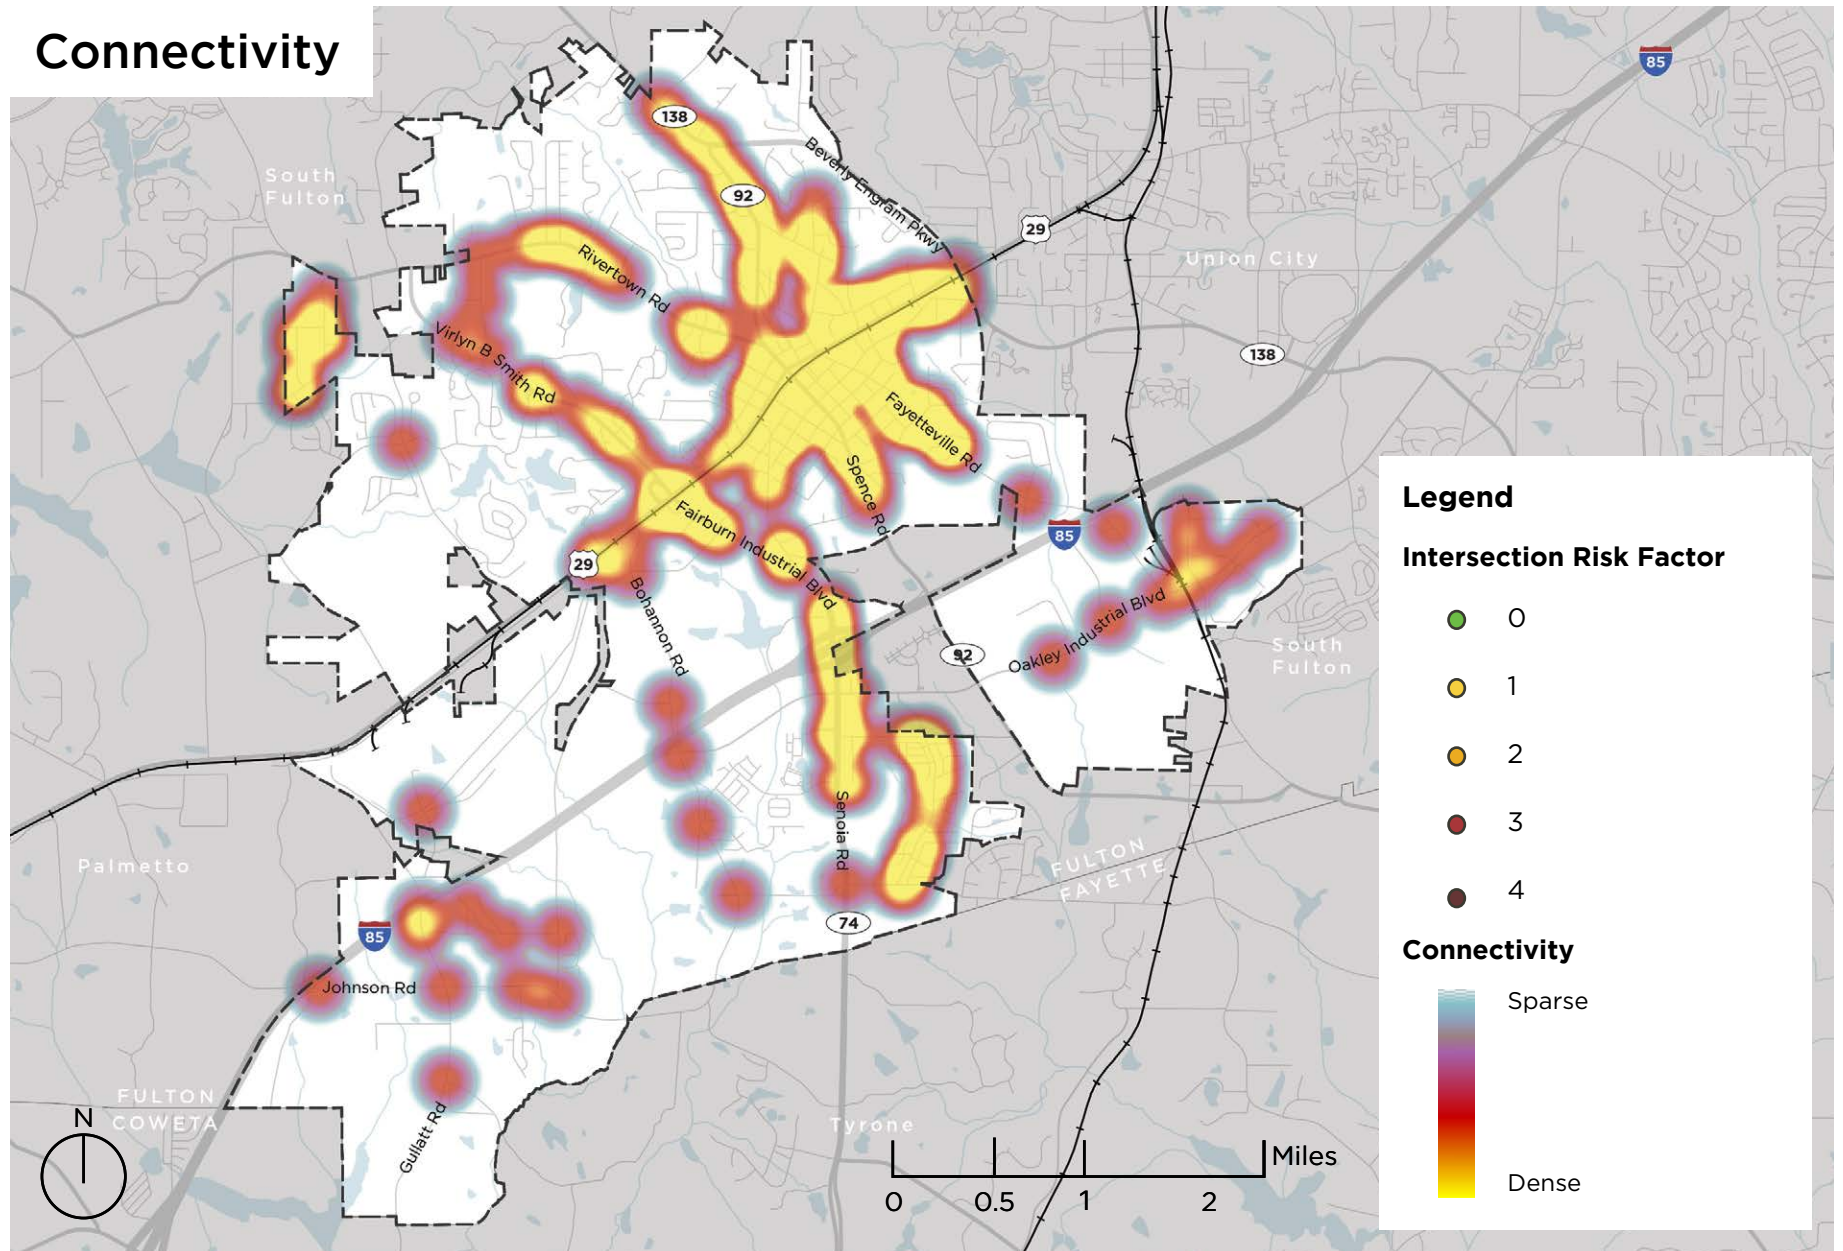 Connectivity
85
138
South
Fulton
92
Beverly Engram Pkwy
29
Union City
Rivertown Rd
138
Virlyn B Smith Rd
Fayetteville Rd
Spence Rd
Fairburn Industrial Blvd
85
29
Bohannon Rd
Oakley Industrial Blvd
92
South
Fulton
Senoia Rd
Palmetto
FULTON
FAYETTE
74
85
Johnson Rd
Gullatt Rd
FULTON
COWETA
Tyrone
N
Miles
0
0.5
1
2
Legend
Intersection Risk Factor
0
1
2
3
4
Connectivity
Sparse
Dense